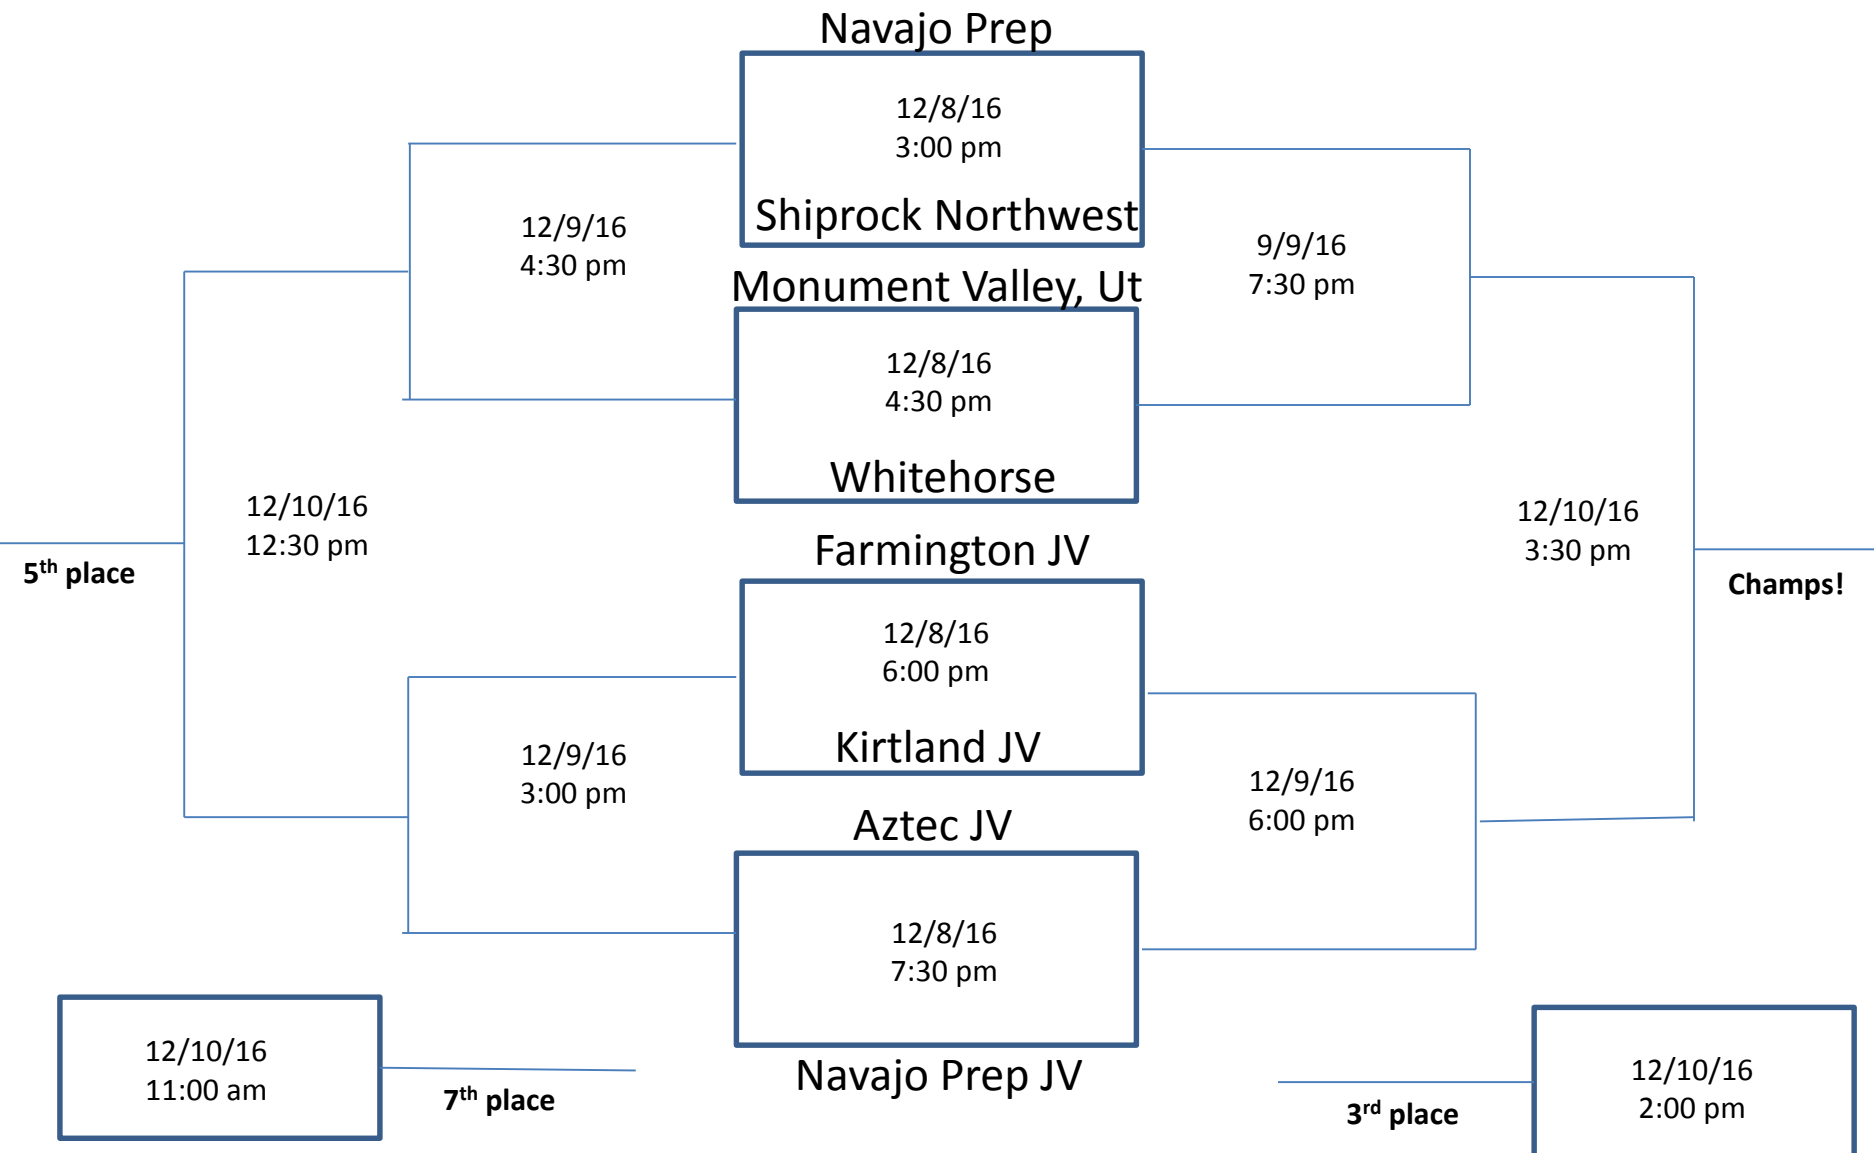 Navajo Prep
12/8/16
3:00 pm
Shiprock Northwest
12/9/16
4:30 pm
9/9/16
7:30 pm
Monument Valley, Ut
12/8/16
4:30 pm
Whitehorse
12/10/16
12:30 pm
5th place
12/10/16
3:30 pm
Champs!
Farmington JV
12/8/16
6:00 pm
Kirtland JV
12/9/16
3:00 pm
12/9/16
6:00 pm
Aztec JV
12/8/16
7:30 pm
Navajo Prep JV
12/10/16
11:00 am
7th place
3rd place
12/10/16
2:00 pm